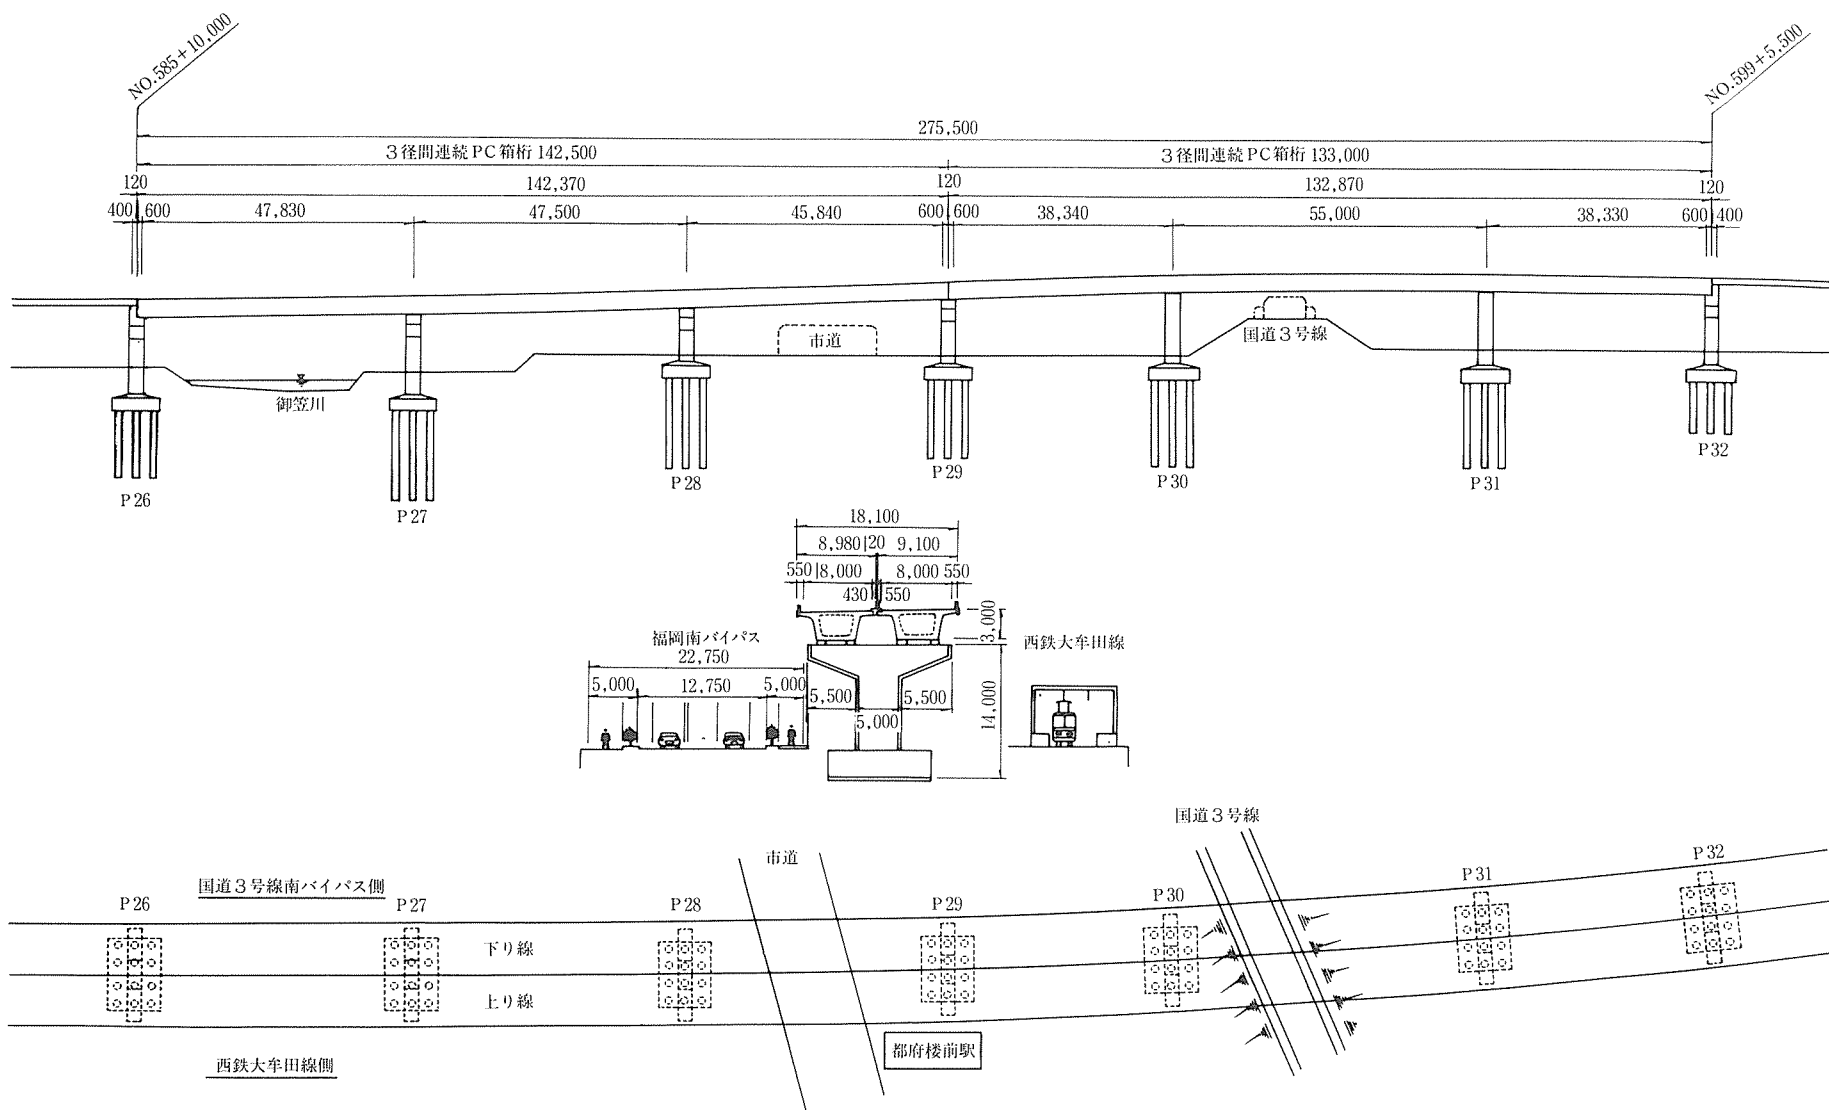 NO.585+10,000
NO.599+5,500
275,500
3径間連続PC箱桁 142,500
3径間連続PC箱桁 133,000
120
142,370
120
132,870
120
400
600
47,830
47,500
45,840
600
600
38,340
55,000
38,330
600
400
市道
国道3号線
御笠川
P26
P27
P28
P29
P30
P31
P32
18,100
8,980
20
9,100
550
8,000
8,000
550
430
550
3,000
14,000
福岡南バイパス
22,750
5,000
12,750
5,000
5,500
5,000
5,500
西鉄大牟田線
国道3号線
市道
国道3号線南バイパス側
P26
P27
P28
P29
P30
P31
P32
下り線
上り線
都府楼前駅
西鉄大牟田線側